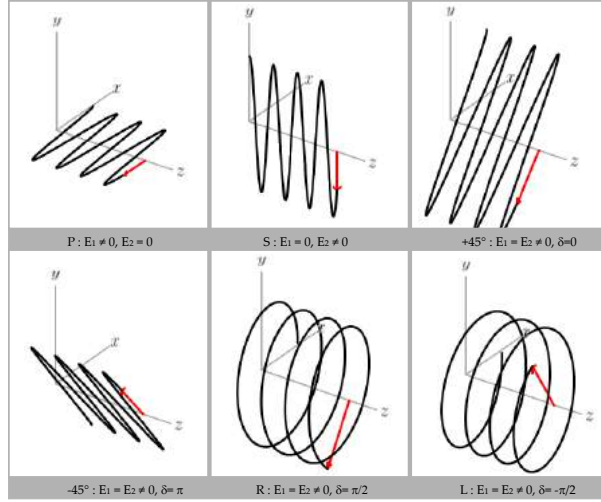 y
x
z
P : E₁ ≠ 0, E₂ = 0
y
x
z
S : E₁ = 0, E₂ ≠ 0
y
x
z
+45° : E₁ = E₂ ≠ 0, δ=0
y
x
z
-45° : E₁ = E₂ ≠ 0, δ= π
y
x
z
R : E₁ = E₂ ≠ 0, δ= π/2
y
x
z
L : E₁ = E₂ ≠ 0, δ= -π/2